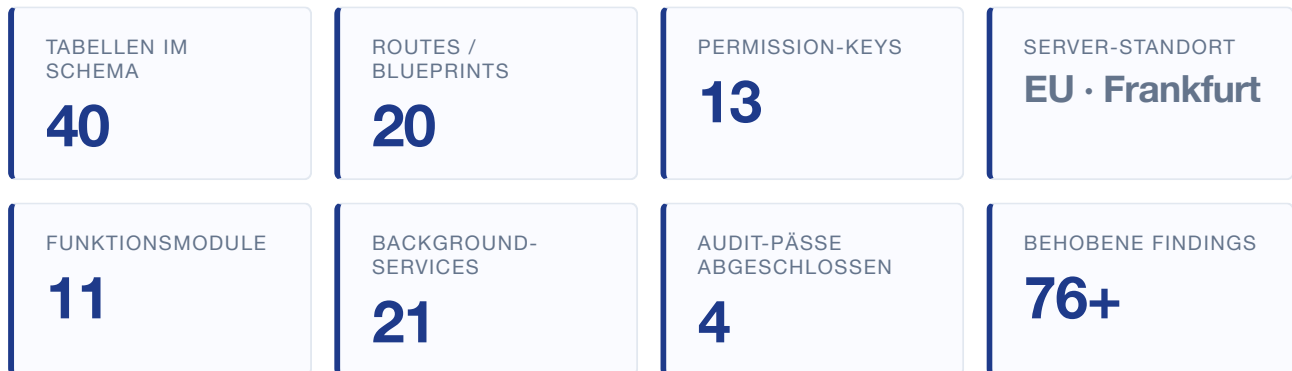 TABELLEN IM
SCHEMA
40
ROUTES /
BLUEPRINTS
20
PERMISSION-KEYS
13
SERVER-STANDORT
EU · Frankfurt
FUNKTIONSMODULE
11
BACKGROUND-
SERVICES
21
AUDIT-PÄSSE
ABGESCHLOSSEN
4
BEHOBENE FINDINGS
76+